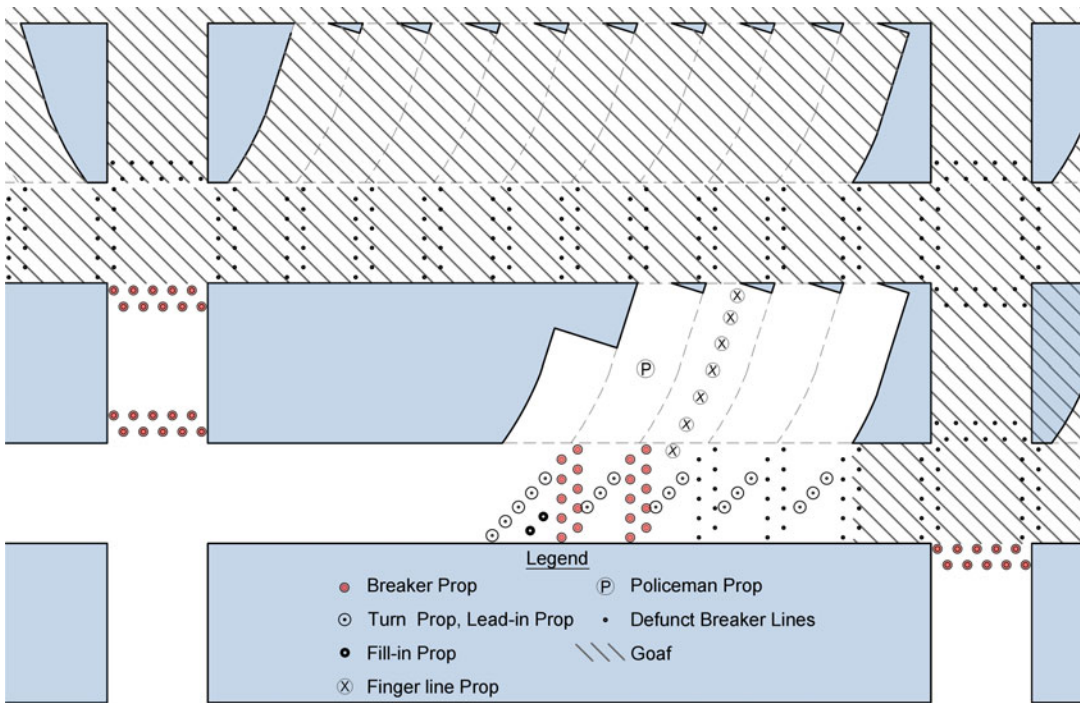 P
X
X
X
X
X
X
X
Legend
Breaker Prop
P Policeman Prop
Turn Prop, Lead-in Prop
Defunct Breaker Lines
Fill-in Prop
Goaf
X Finger line Prop